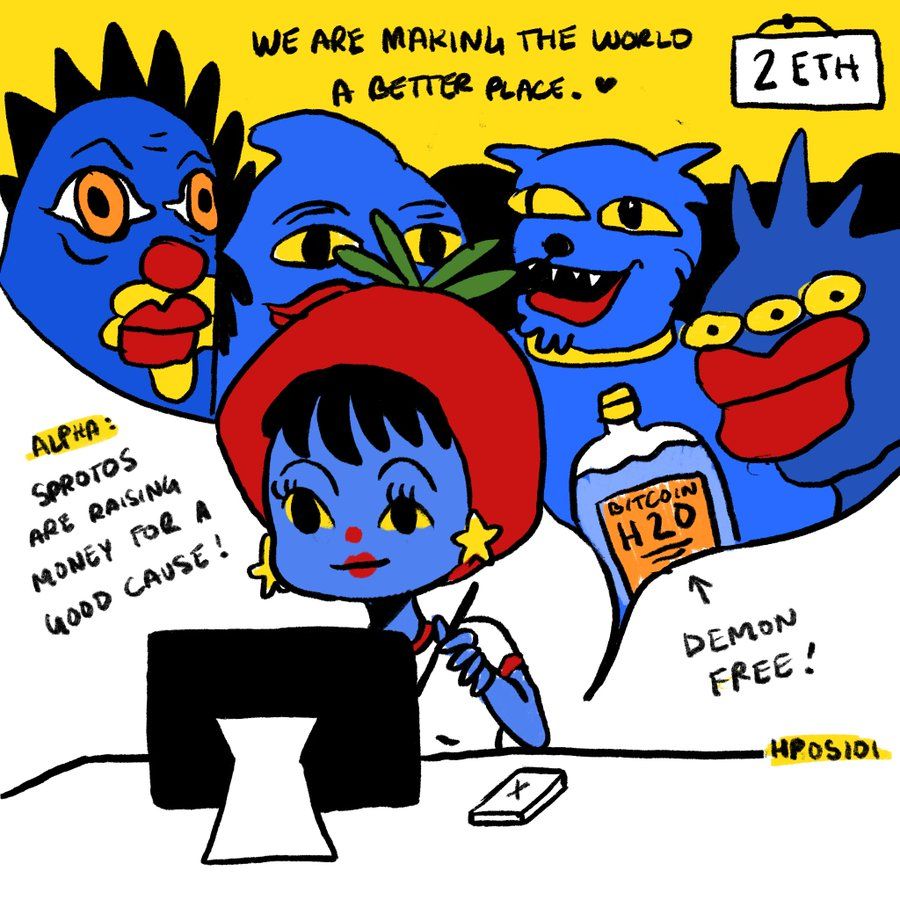 WE ARE MAKING THE WORLD
A BETTER PLACE. ♥
2 ETH
ALPHA:
SPROTOS
ARE RAISING
MONEY FOR A
GOOD CAUSE!
BITCOIN
H2O
DEMON
FREE!
HPOS101
X